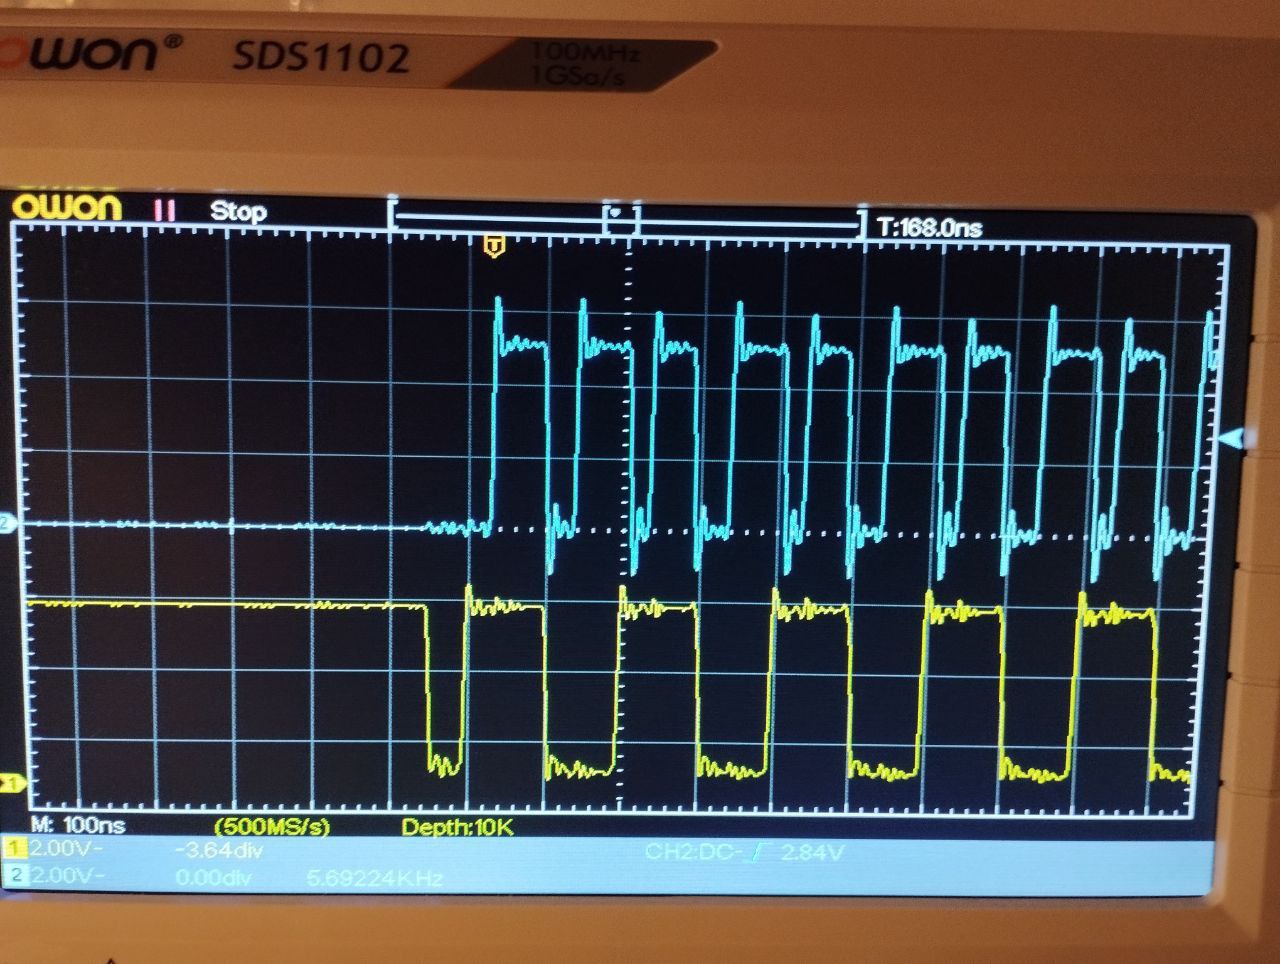 owon® SDS1102 100MHz
1GSa/s
owon Stop T:168.0ns
T
2
1
M: 100ns (500MS/s) Depth:10K
1 2.00V- -3.64div CH2:DC- 2.84V
2 2.00V- 0.00div 5.69224KHz